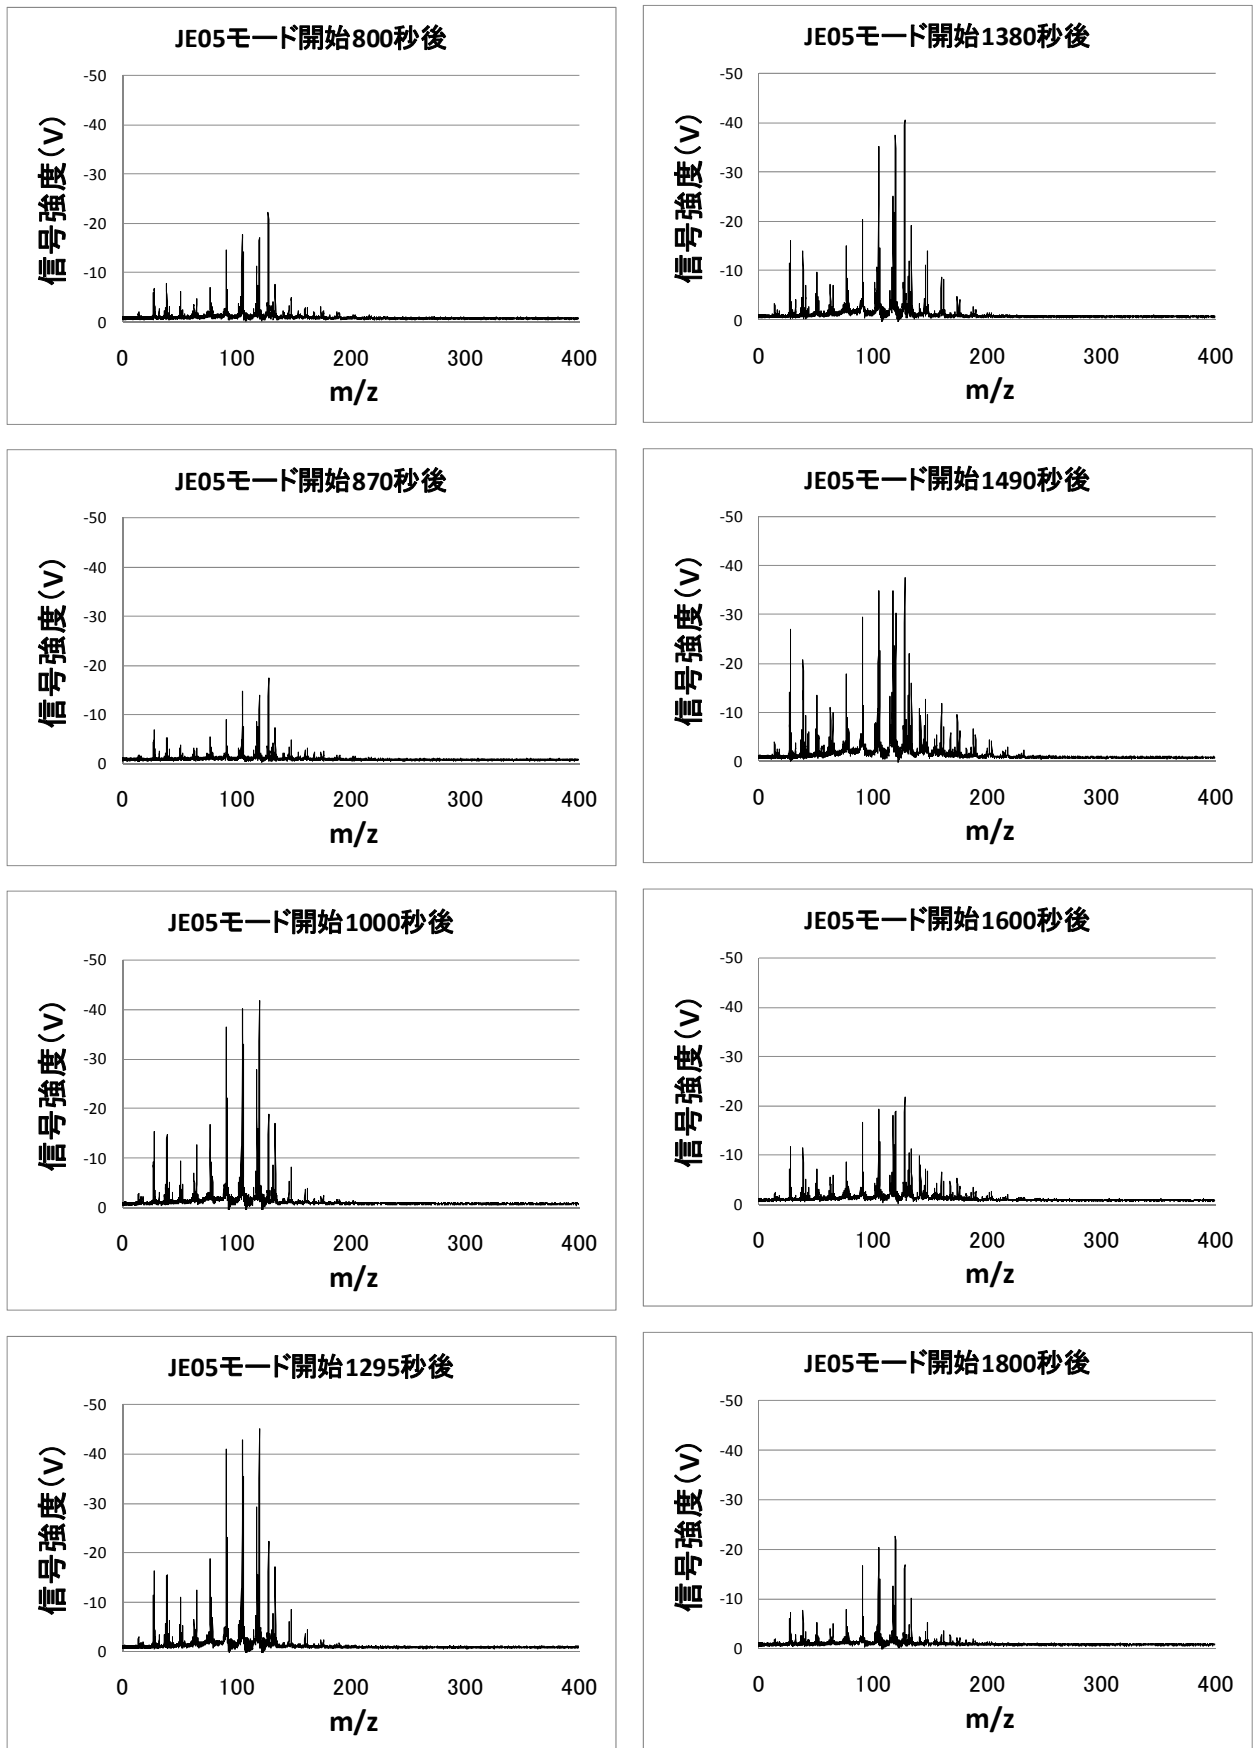 JE05モード開始800秒後
-50
-40
-30
-20
-10
0
信号強度(V)
0 100 200 300 400
m/z
JE05モード開始1380秒後
-50
-40
-30
-20
-10
0
信号強度(V)
0 100 200 300 400
m/z
JE05モード開始870秒後
-50
-40
-30
-20
-10
0
信号強度(V)
0 100 200 300 400
m/z
JE05モード開始1490秒後
-50
-40
-30
-20
-10
0
信号強度(V)
0 100 200 300 400
m/z
JE05モード開始1000秒後
-50
-40
-30
-20
-10
0
信号強度(V)
0 100 200 300 400
m/z
JE05モード開始1600秒後
-50
-40
-30
-20
-10
0
信号強度(V)
0 100 200 300 400
m/z
JE05モード開始1295秒後
-50
-40
-30
-20
-10
0
信号強度(V)
0 100 200 300 400
m/z
JE05モード開始1800秒後
-50
-40
-30
-20
-10
0
信号強度(V)
0 100 200 300 400
m/z